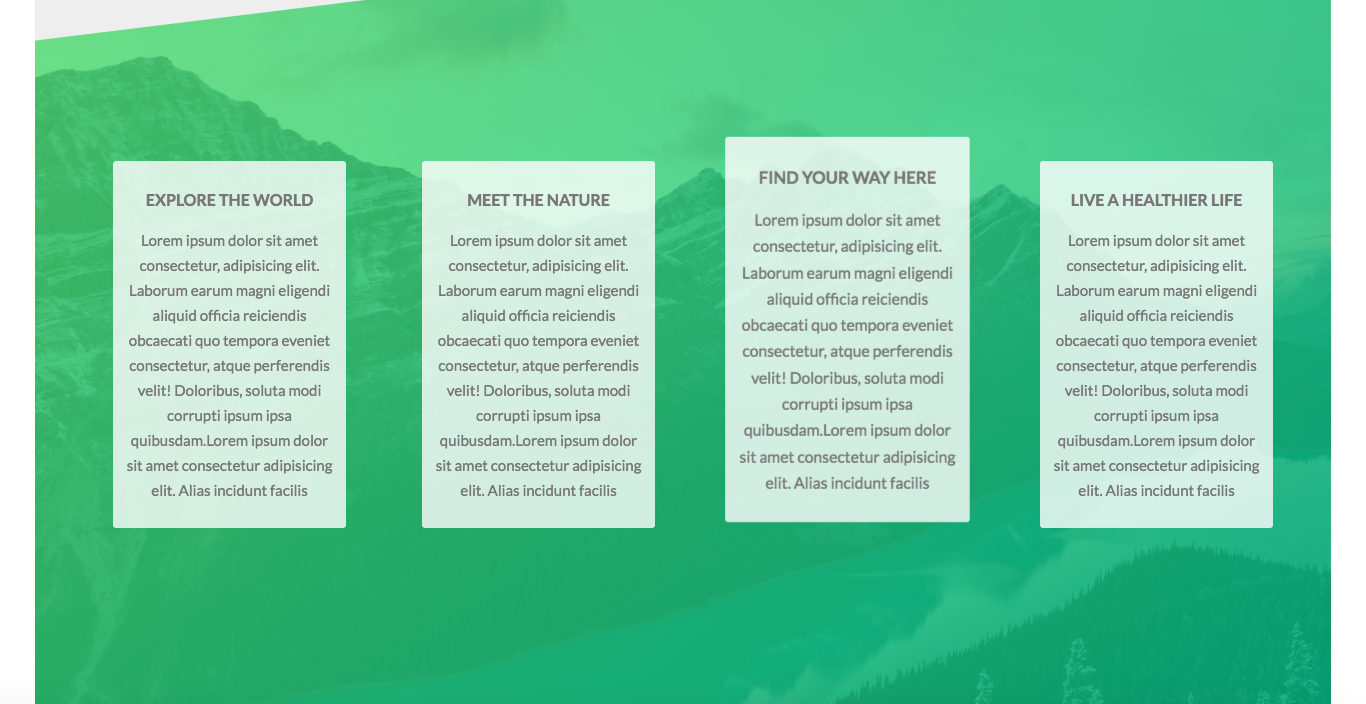 EXPLORE THE WORLD
Lorem ipsum dolor sit amet
consectetur, adipisicing elit.
Laborum earum magni eligendi
aliquid officia reiciendis
obcaecati quo tempora eveniet
consectetur, atque perferendis
velit! Doloribus, soluta modi
corrupti ipsum ipsa
quibusdam.Lorem ipsum dolor
sit amet consectetur adipisicing
elit. Alias incidunt facilis
MEET THE NATURE
Lorem ipsum dolor sit amet
consectetur, adipisicing elit.
Laborum earum magni eligendi
aliquid officia reiciendis
obcaecati quo tempora eveniet
consectetur, atque perferendis
velit! Doloribus, soluta modi
corrupti ipsum ipsa
quibusdam.Lorem ipsum dolor
sit amet consectetur adipisicing
elit. Alias incidunt facilis
FIND YOUR WAY HERE
Lorem ipsum dolor sit amet
consectetur, adipisicing elit.
Laborum earum magni eligendi
aliquid officia reiciendis
obcaecati quo tempora eveniet
consectetur, atque perferendis
velit! Doloribus, soluta modi
corrupti ipsum ipsa
quibusdam.Lorem ipsum dolor
sit amet consectetur adipisicing
elit. Alias incidunt facilis
LIVE A HEALTHIER LIFE
Lorem ipsum dolor sit amet
consectetur, adipisicing elit.
Laborum earum magni eligendi
aliquid officia reiciendis
obcaecati quo tempora eveniet
consectetur, atque perferendis
velit! Doloribus, soluta modi
corrupti ipsum ipsa
quibusdam.Lorem ipsum dolor
sit amet consectetur adipisicing
elit. Alias incidunt facilis